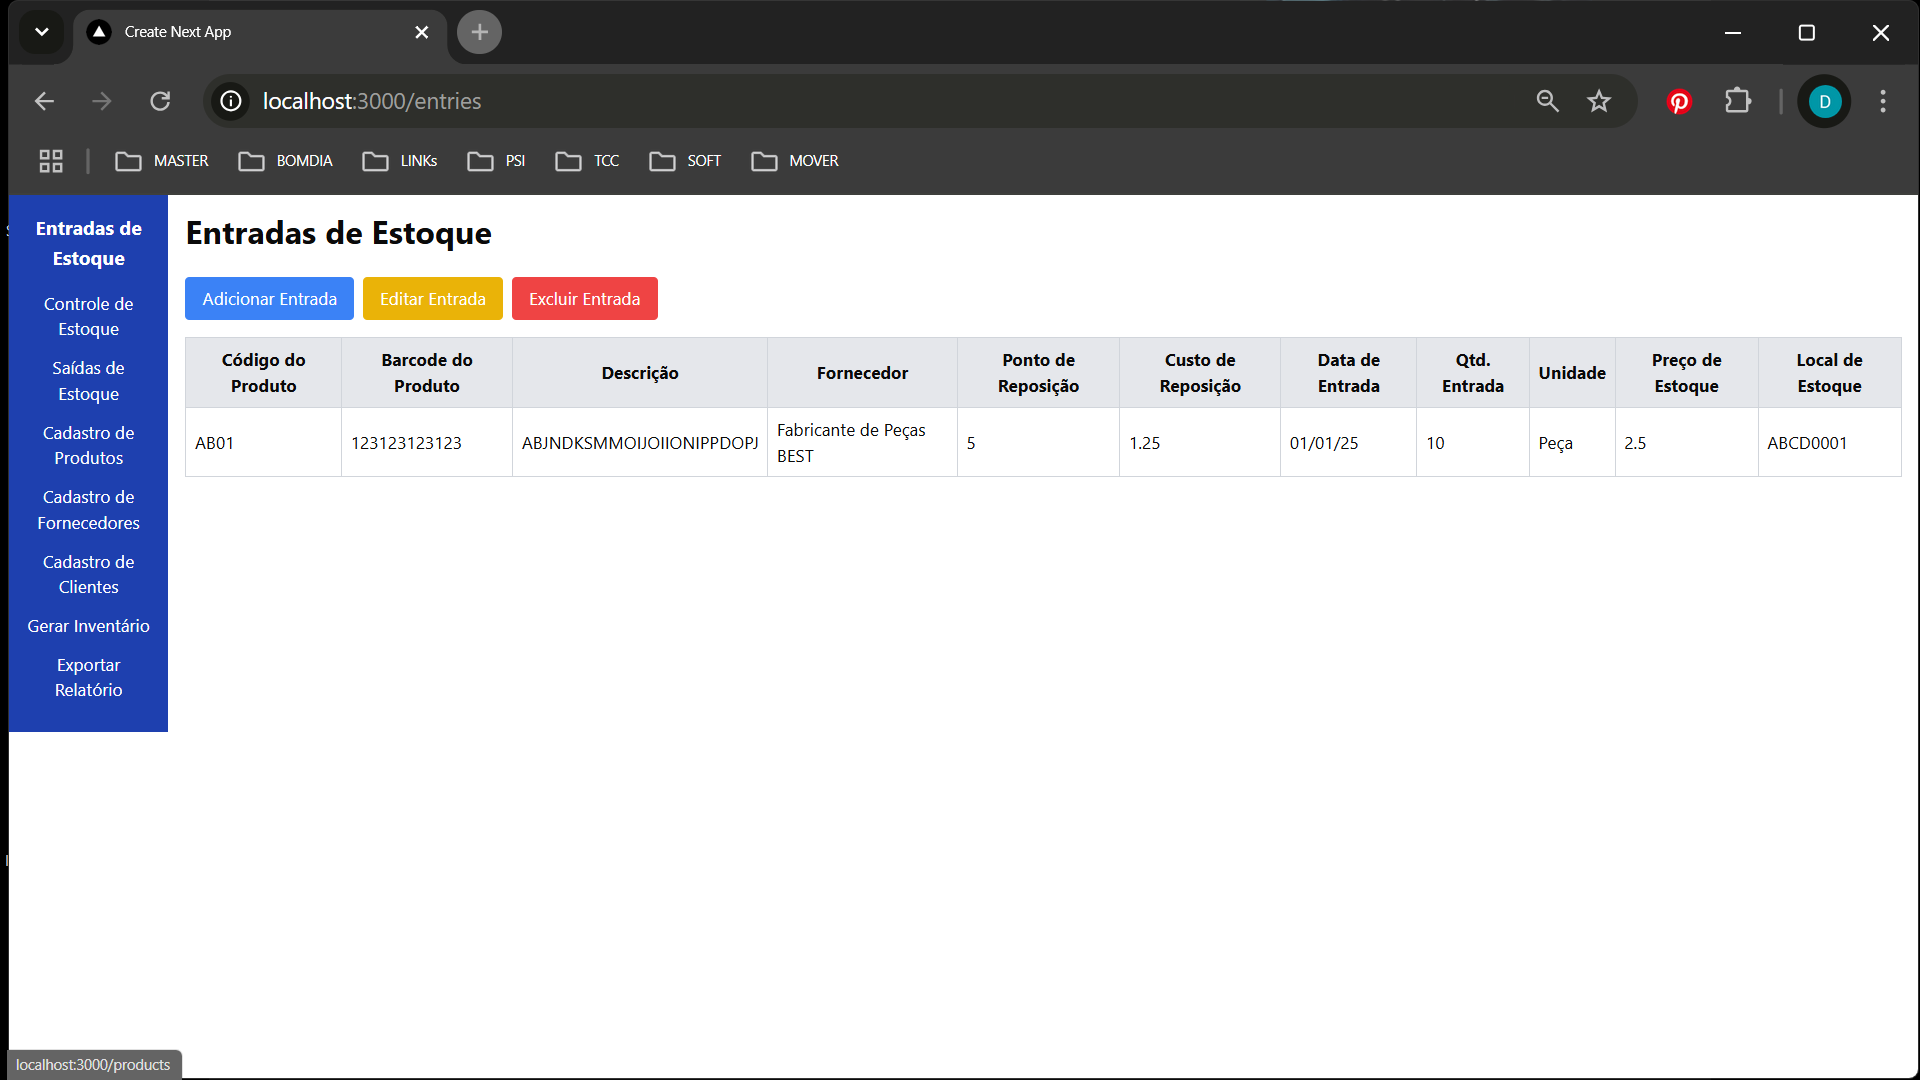 Create Next App
localhost:3000/entries
D
MASTER BOMDIA LINKs PSI TCC SOFT MOVER
Entradas de
Estoque
Controle de
Estoque
Saídas de
Estoque
Cadastro de
Produtos
Cadastro de
Fornecedores
Cadastro de
Clientes
Gerar Inventário
Exportar
Relatório
Entradas de Estoque
Adicionar Entrada Editar Entrada Excluir Entrada
Código do Produto Barcode do Produto Descrição Fornecedor Ponto de Reposição Custo de Reposição Data de Entrada Qtd. Entrada Unidade Preço de Estoque Local de Estoque
AB01 123123123123 ABJNDKSMMOIJOIIONIPPDOPJ Fabricante de Peças BEST 5 1.25 01/01/25 10 Peça 2.5 ABCD0001
localhost:3000/products